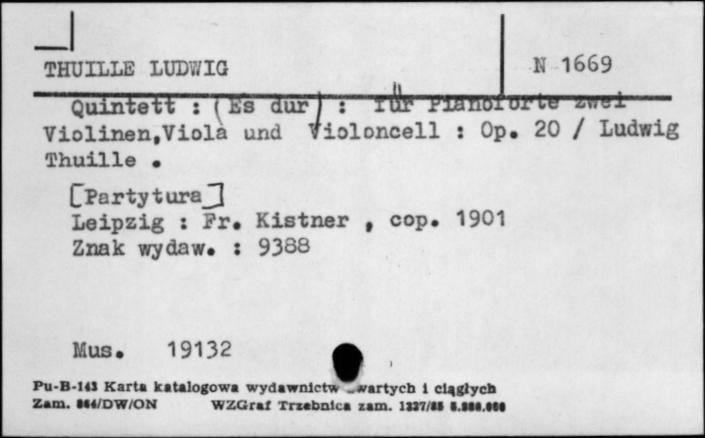 THUILLE LUDWIG
N 1669
Quintett : (Es dur) : für Pianoforte zwei
Violinen,Viola und Violoncell : Op. 20 / Ludwig
Thuille .
[Partytura]
Leipzig : Fr. Kistner , cop. 1901
Znak wydaw. : 9388
Mus. 19132
Pu-B-143 Karta katalogowa wydawnictw zwartych i ciągłych
Zam. 864/DW/ON WZGraf Trzebnica zam.